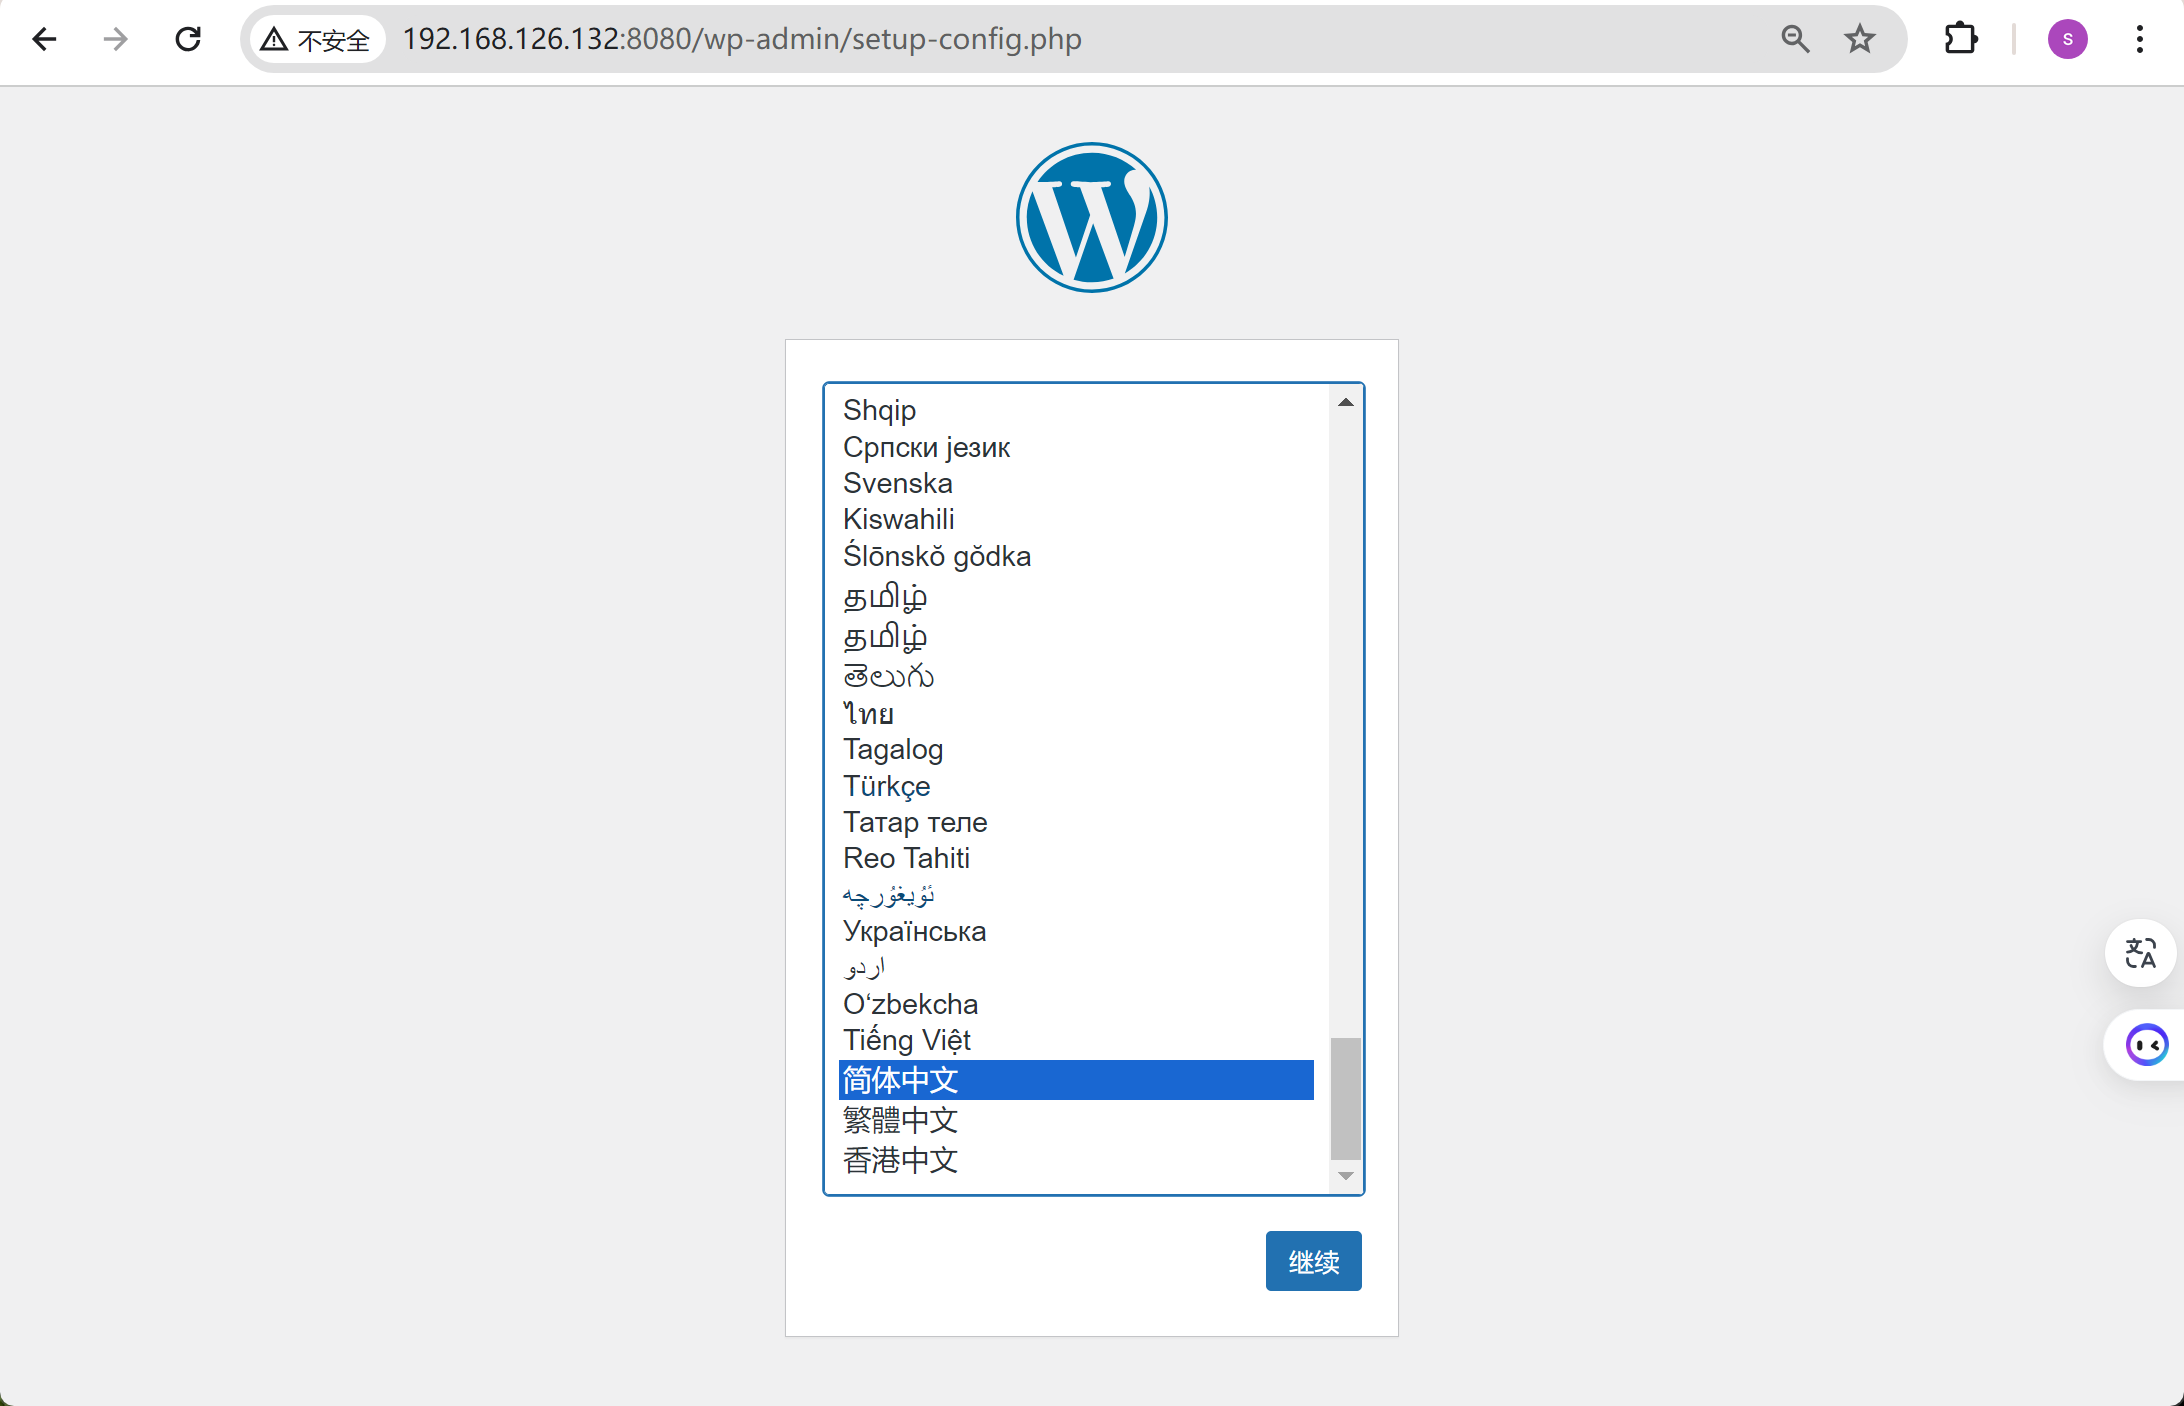 不安全
192.168.126.132:8080/wp-admin/setup-config.php
S
Shqip
Српски језик
Svenska
Kiswahili
Ślōnskŏ gŏdka
தமிழ்
தமிழ்
తెలుగు
ไทย
Tagalog
Türkçe
Татар теле
Reo Tahiti
ئۇيغۇرچە
Українська
اردو
O‘zbekcha
Tiếng Việt
简体中文
繁體中文
香港中文
继续